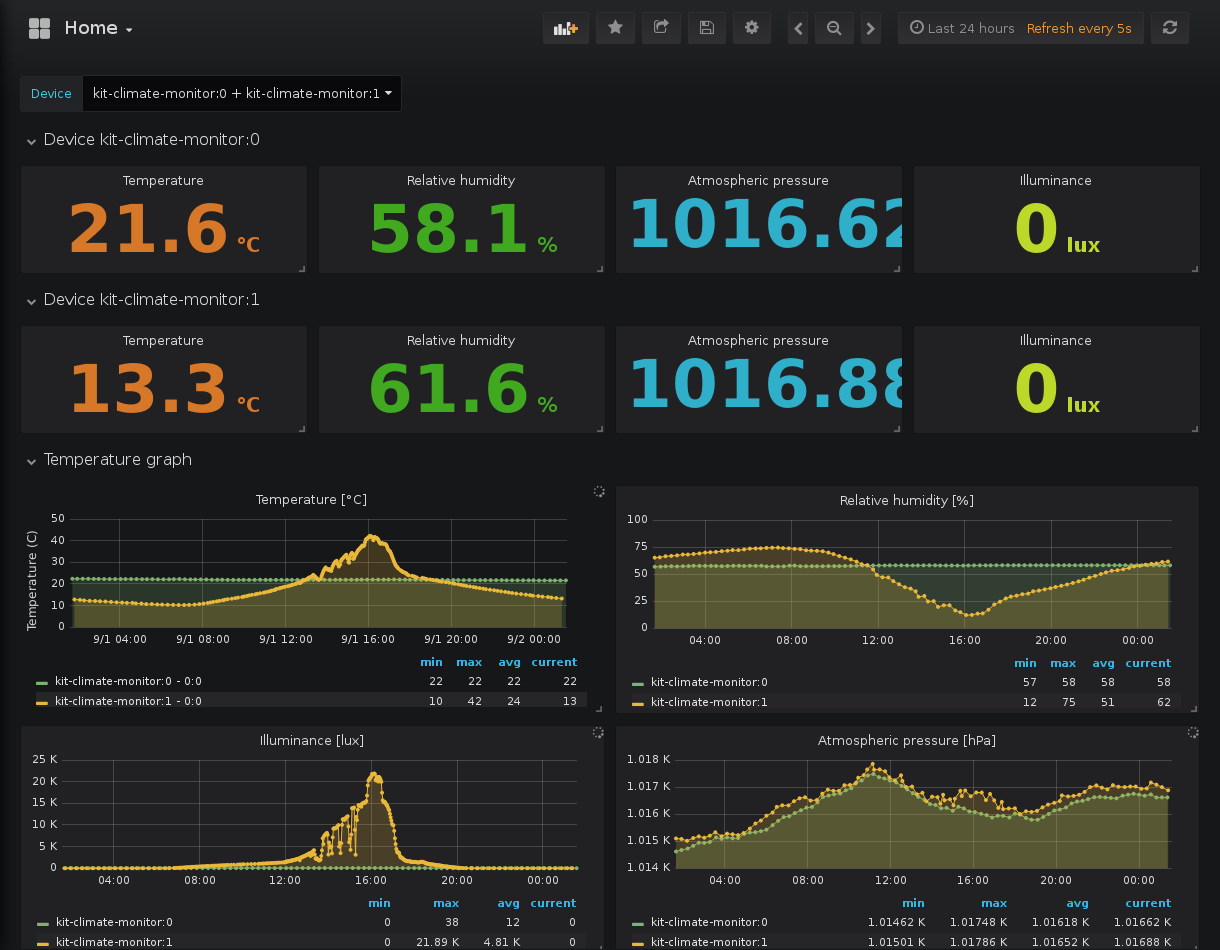 Home
Last 24 hours Refresh every 5s
Device kit-climate-monitor:0 + kit-climate-monitor:1
Device kit-climate-monitor:0
Temperature Relative humidity Atmospheric pressure Illuminance
21.6 °C 58.1 % 1016.62 0 lux
Device kit-climate-monitor:1
Temperature Relative humidity Atmospheric pressure Illuminance
13.3 °C 61.6 % 1016.88 0 lux
Temperature graph
Temperature [°C]
Temperature (C)
50
40
30
20
10
0
9/1 04:00 9/1 08:00 9/1 12:00 9/1 16:00 9/1 20:00 9/2 00:00
min max avg current
kit-climate-monitor:0 - 0:0 22 22 22 22
kit-climate-monitor:1 - 0:0 10 42 24 13
Relative humidity [%]
100
75
50
25
0
04:00 08:00 12:00 16:00 20:00 00:00
min max avg current
kit-climate-monitor:0 57 58 58 58
kit-climate-monitor:1 12 75 51 62
Illuminance [lux]
25 K
20 K
15 K
10 K
5 K
0
04:00 08:00 12:00 16:00 20:00 00:00
min max avg current
kit-climate-monitor:0 0 38 12 0
kit-climate-monitor:1 0 21.89 K 4.81 K 0
Atmospheric pressure [hPa]
1.018 K
1.017 K
1.016 K
1.015 K
1.014 K
04:00 08:00 12:00 16:00 20:00 00:00
min max avg current
kit-climate-monitor:0 1.01462 K 1.01748 K 1.01618 K 1.01662 K
kit-climate-monitor:1 1.01501 K 1.01786 K 1.01652 K 1.01688 K